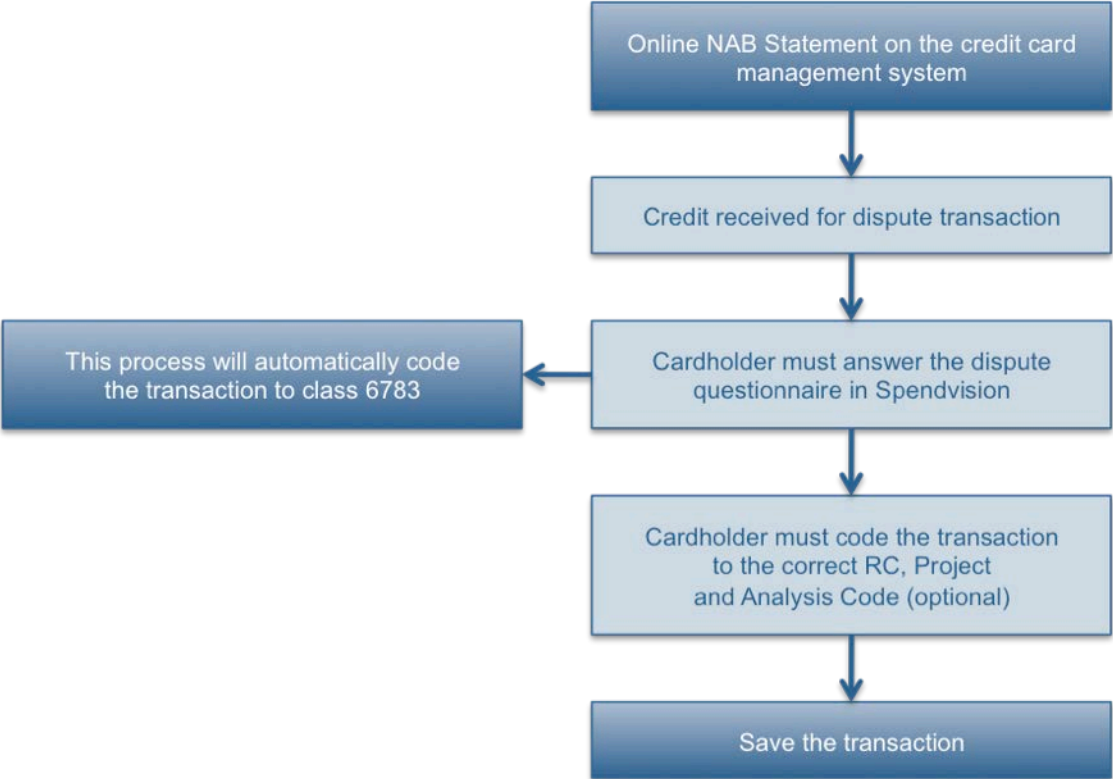 Online NAB Statement on the credit card
management system
Credit received for dispute transaction
This process will automatically code
the transaction to class 6783
Cardholder must answer the dispute
questionnaire in Spendvision
Cardholder must code the transaction
to the correct RC, Project
and Analysis Code (optional)
Save the transaction